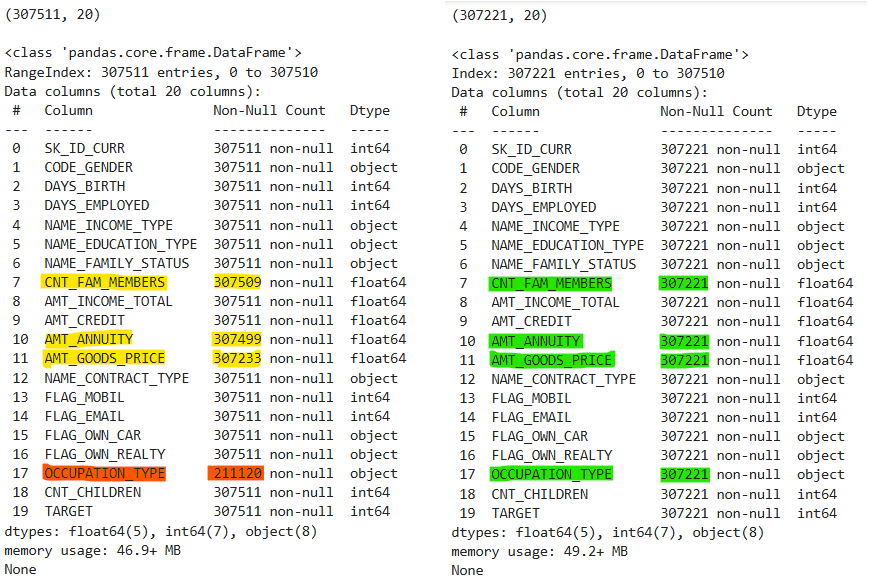 (307511, 20)
<class 'pandas.core.frame.DataFrame'>
RangeIndex: 307511 entries, 0 to 307510
Data columns (total 20 columns):
# Column Non-Null Count Dtype
--- ------ -------------- -----
0 SK_ID_CURR 307511 non-null int64
1 CODE_GENDER 307511 non-null object
2 DAYS_BIRTH 307511 non-null int64
3 DAYS_EMPLOYED 307511 non-null int64
4 NAME_INCOME_TYPE 307511 non-null object
5 NAME_EDUCATION_TYPE 307511 non-null object
6 NAME_FAMILY_STATUS 307511 non-null object
7 CNT_FAM_MEMBERS 307509 non-null float64
8 AMT_INCOME_TOTAL 307511 non-null float64
9 AMT_CREDIT 307511 non-null float64
10 AMT_ANNUITY 307499 non-null float64
11 AMT_GOODS_PRICE 307233 non-null float64
12 NAME_CONTRACT_TYPE 307511 non-null object
13 FLAG_MOBIL 307511 non-null int64
14 FLAG_EMAIL 307511 non-null int64
15 FLAG_OWN_CAR 307511 non-null object
16 FLAG_OWN_REALTY 307511 non-null object
17 OCCUPATION_TYPE 211120 non-null object
18 CNT_CHILDREN 307511 non-null int64
19 TARGET 307511 non-null int64
dtypes: float64(5), int64(7), object(8)
memory usage: 46.9+ MB
None
(307221, 20)
<class 'pandas.core.frame.DataFrame'>
Index: 307221 entries, 0 to 307510
Data columns (total 20 columns):
# Column Non-Null Count Dtype
--- ------ -------------- -----
0 SK_ID_CURR 307221 non-null int64
1 CODE_GENDER 307221 non-null object
2 DAYS_BIRTH 307221 non-null int64
3 DAYS_EMPLOYED 307221 non-null int64
4 NAME_INCOME_TYPE 307221 non-null object
5 NAME_EDUCATION_TYPE 307221 non-null object
6 NAME_FAMILY_STATUS 307221 non-null object
7 CNT_FAM_MEMBERS 307221 non-null float64
8 AMT_INCOME_TOTAL 307221 non-null float64
9 AMT_CREDIT 307221 non-null float64
10 AMT_ANNUITY 307221 non-null float64
11 AMT_GOODS_PRICE 307221 non-null float64
12 NAME_CONTRACT_TYPE 307221 non-null object
13 FLAG_MOBIL 307221 non-null int64
14 FLAG_EMAIL 307221 non-null int64
15 FLAG_OWN_CAR 307221 non-null object
16 FLAG_OWN_REALTY 307221 non-null object
17 OCCUPATION_TYPE 307221 non-null object
18 CNT_CHILDREN 307221 non-null int64
19 TARGET 307221 non-null int64
dtypes: float64(5), int64(7), object(8)
memory usage: 49.2+ MB
None